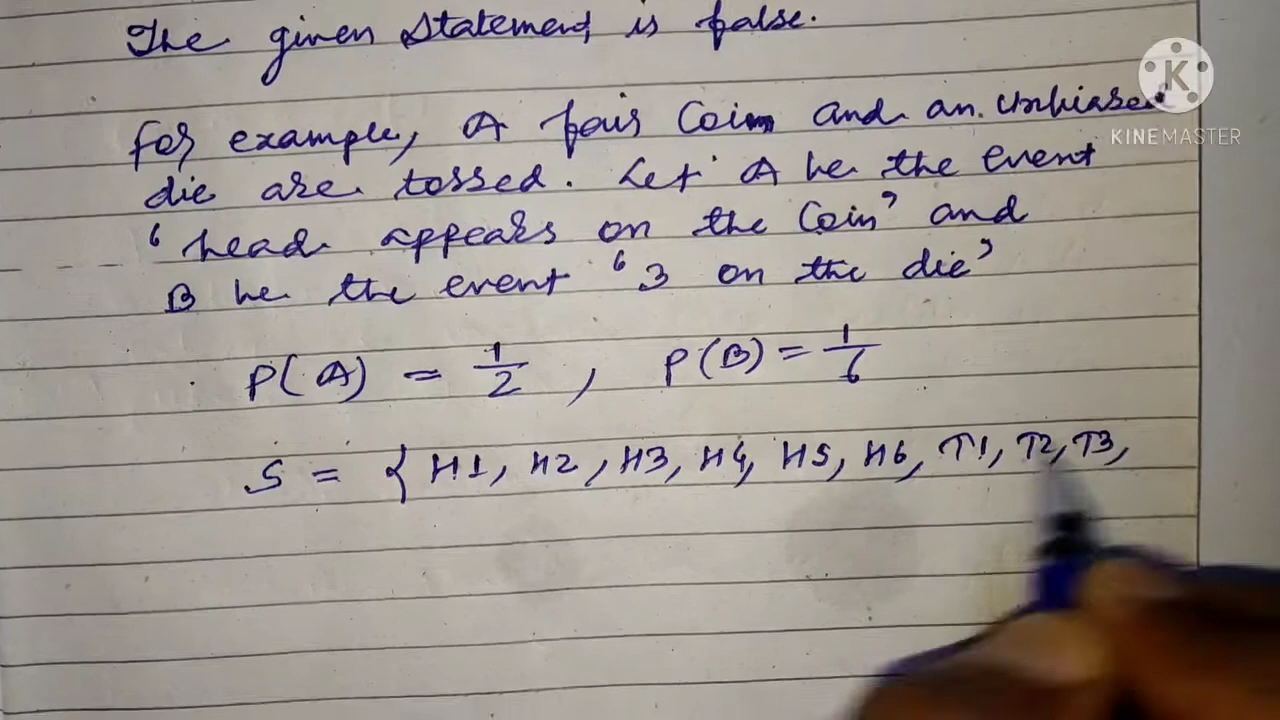 The given statement is false.
K
KINEMASTER
for example, A fair Coin and an unbiased
die are tossed. Let A be the event
‘head appears on the Coin’ and
B be the event ‘3 on the die’
P(A) = 1/2, P(B) = 1/6
S = { H1, H2, H3, H4, H5, H6, T1, T2, T3,